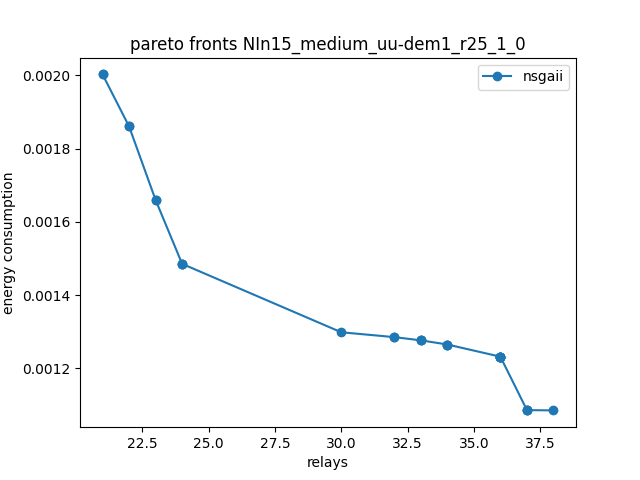 pareto fronts NIn15_medium_uu-dem1_r25_1_0
nsgaii
0.0020
0.0018
0.0016
0.0014
0.0012
energy consumption
22.5 25.0 27.5 30.0 32.5 35.0 37.5
relays